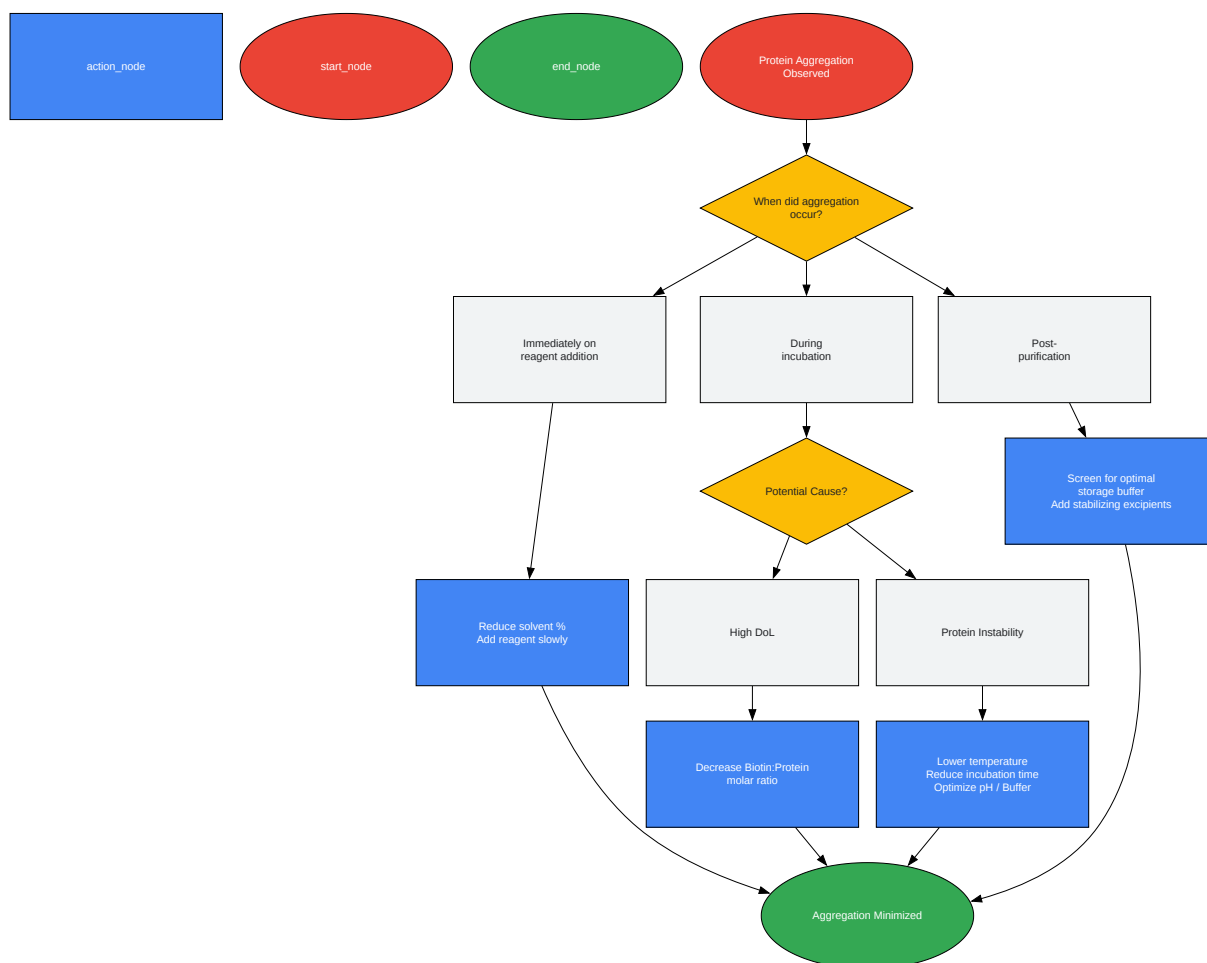 action_node
start_node
end_node
Protein Aggregation
Observed
When did aggregation
occur?
Immediately on
reagent addition
During
incubation
Post-
purification
Potential Cause?
Screen for optimal
storage buffer
Add stabilizing excipients
Reduce solvent %
Add reagent slowly
High DoL
Protein Instability
Decrease Biotin:Protein
molar ratio
Lower temperature
Reduce incubation time
Optimize pH / Buffer
Aggregation Minimized